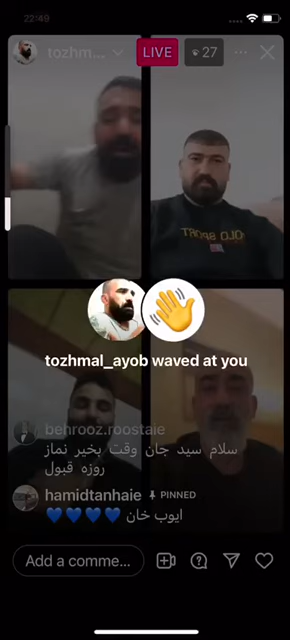 22:49
tozhm...
LIVE
27
POLO SPORT
tozhmal_ayob waved at you
behrooz.roostaie
سلام سید جان وقت بخیر نماز
روزه قبول
hamidtanhaie PINNED
ایوب خان 💙💙💙💙
Add a comme...